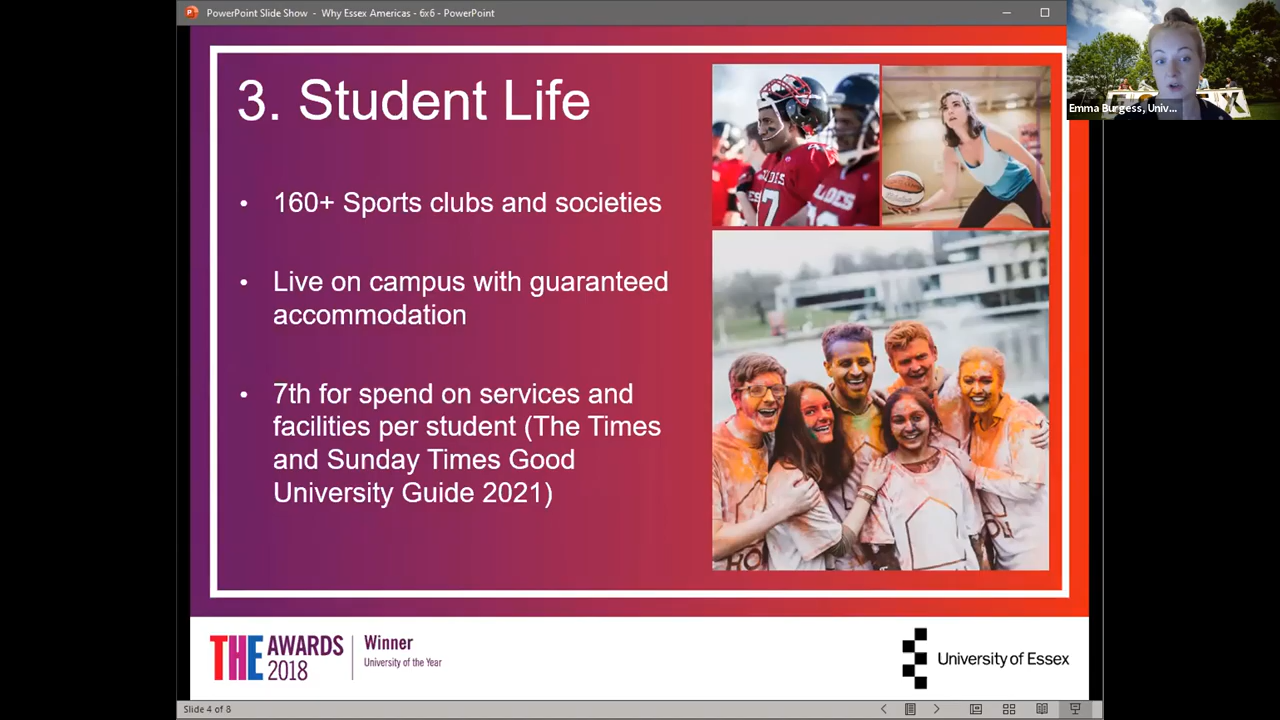 PowerPoint Slide Show - Why Essex Americas - 6x6 - PowerPoint
Emma Burgess, Univ...
3. Student Life
• 160+ Sports clubs and societies
• Live on campus with guaranteed
accommodation
• 7th for spend on services and
facilities per student (The Times
and Sunday Times Good
University Guide 2021)
THE AWARDS
2018
Winner
University of the Year
University of Essex
Slide 4 of 8